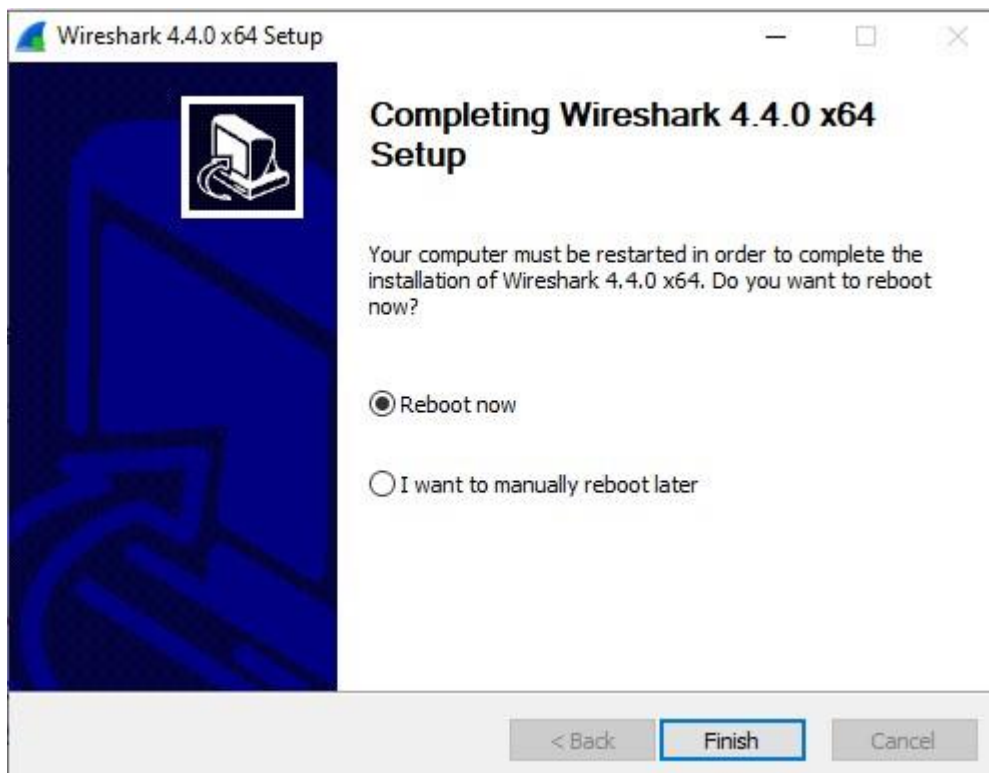 Wireshark 4.4.0 x64 Setup
Completing Wireshark 4.4.0 x64
Setup
Your computer must be restarted in order to complete the
installation of Wireshark 4.4.0 x64. Do you want to reboot
now?
Reboot now
I want to manually reboot later
< Back
Finish
Cancel